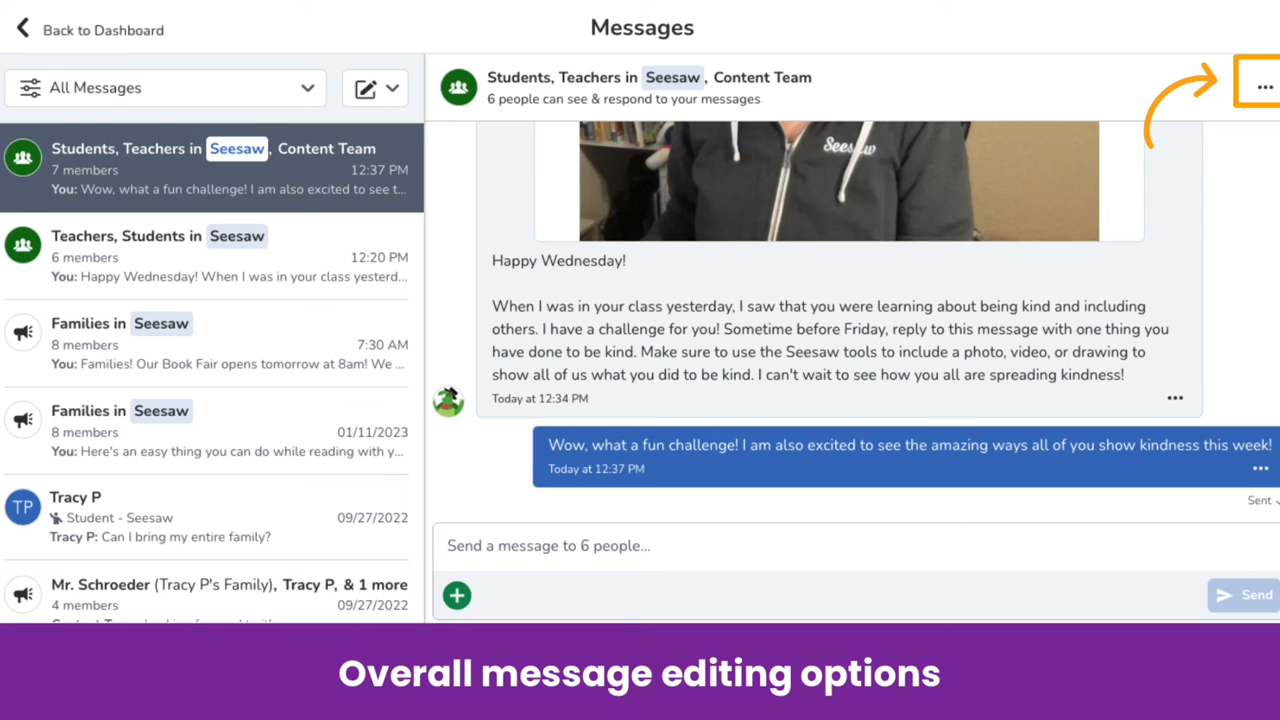 Back to Dashboard
Messages
All Messages
Students, Teachers in Seesaw, Content Team
7 members 12:37 PM
You: Wow, what a fun challenge! I am also excited to see t...
Teachers, Students in Seesaw
6 members 12:20 PM
You: Happy Wednesday! When I was in your class yesterd...
Families in Seesaw
8 members 7:30 AM
You: Families! Our Book Fair opens tomorrow at 8am! We ...
Families in Seesaw
8 members 01/11/2023
You: Here's an easy thing you can do while reading with y...
TP
Tracy P
Student - Seesaw 09/27/2022
Tracy P: Can I bring my entire family?
Mr. Schroeder (Tracy P's Family), Tracy P, & 1 more
4 members 09/27/2022
Students, Teachers in Seesaw , Content Team
6 people can see & respond to your messages
Seesaw
Happy Wednesday!
When I was in your class yesterday, I saw that you were learning about being kind and including
others. I have a challenge for you! Sometime before Friday, reply to this message with one thing you
have done to be kind. Make sure to use the Seesaw tools to include a photo, video, or drawing to
show all of us what you did to be kind. I can't wait to see how you all are spreading kindness!
Today at 12:34 PM
Wow, what a fun challenge! I am also excited to see the amazing ways all of you show kindness this week!
Today at 12:37 PM
Sent
Send a message to 6 people...
Send
Overall message editing options